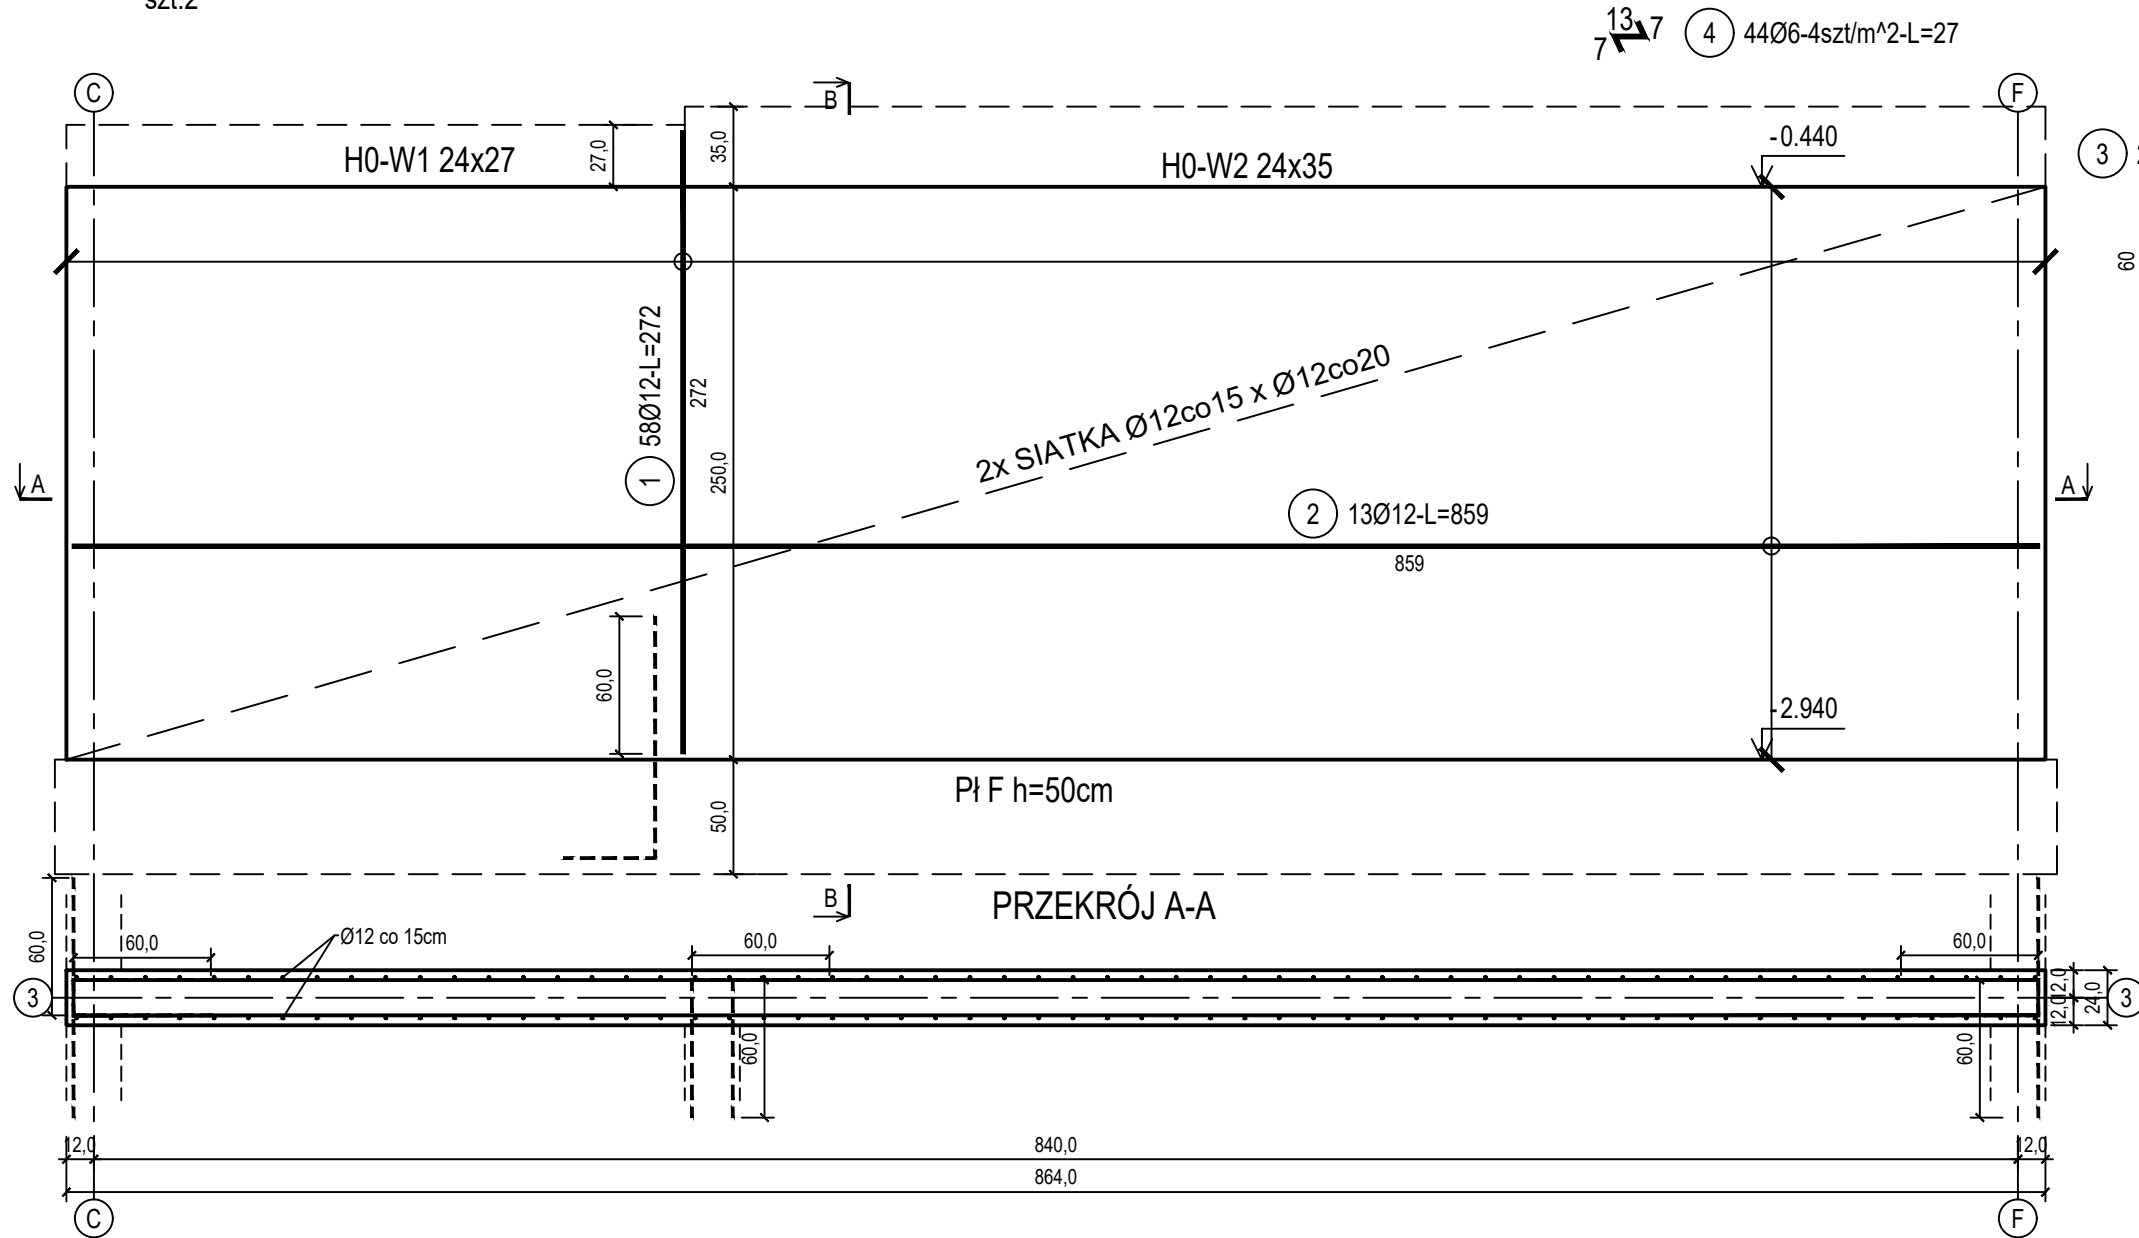 szt.2
13
7 7
4 44Ø6-4szt/m^2-L=27
C
B
F
27,0
35,0
-0.440
H0-W1 24x27
H0-W2 24x35
3
60
1 58Ø12-L=272
272
250,0
2x SIATKA Ø12co15 x Ø12co20
A
A
2 13Ø12-L=859
859
60,0
-2.940
Pł F h=50cm
50,0
B
PRZEKRÓJ A-A
60,0
60,0
Ø12 co 15cm
60,0
60,0
3
12,0
12,0
24,0
3
60,0
60,0
12,0
840,0
12,0
864,0
C
F